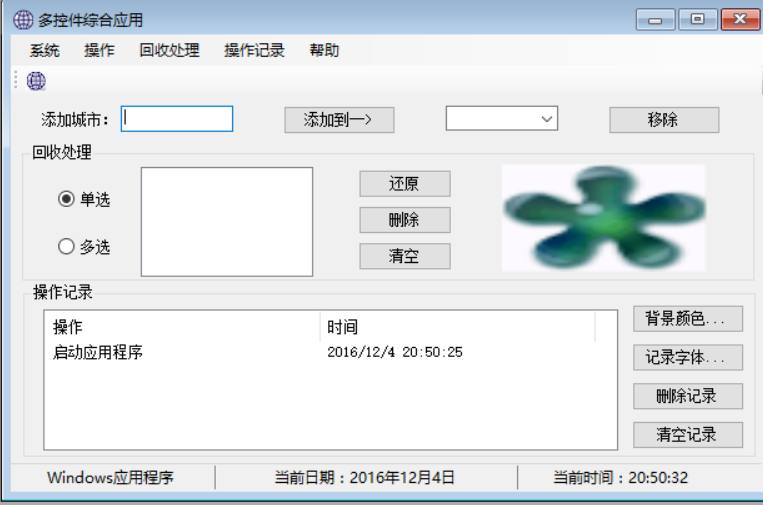 多控件综合应用
系统 操作 回收处理 操作记录 帮助
添加城市： 添加到—> 移除
回收处理
单选
多选
还原
删除
清空
操作记录
操作 时间
启动应用程序 2016/12/4 20:50:25
背景颜色...
记录字体...
删除记录
清空记录
Windows应用程序 当前日期：2016年12月4日 当前时间：20:50:32